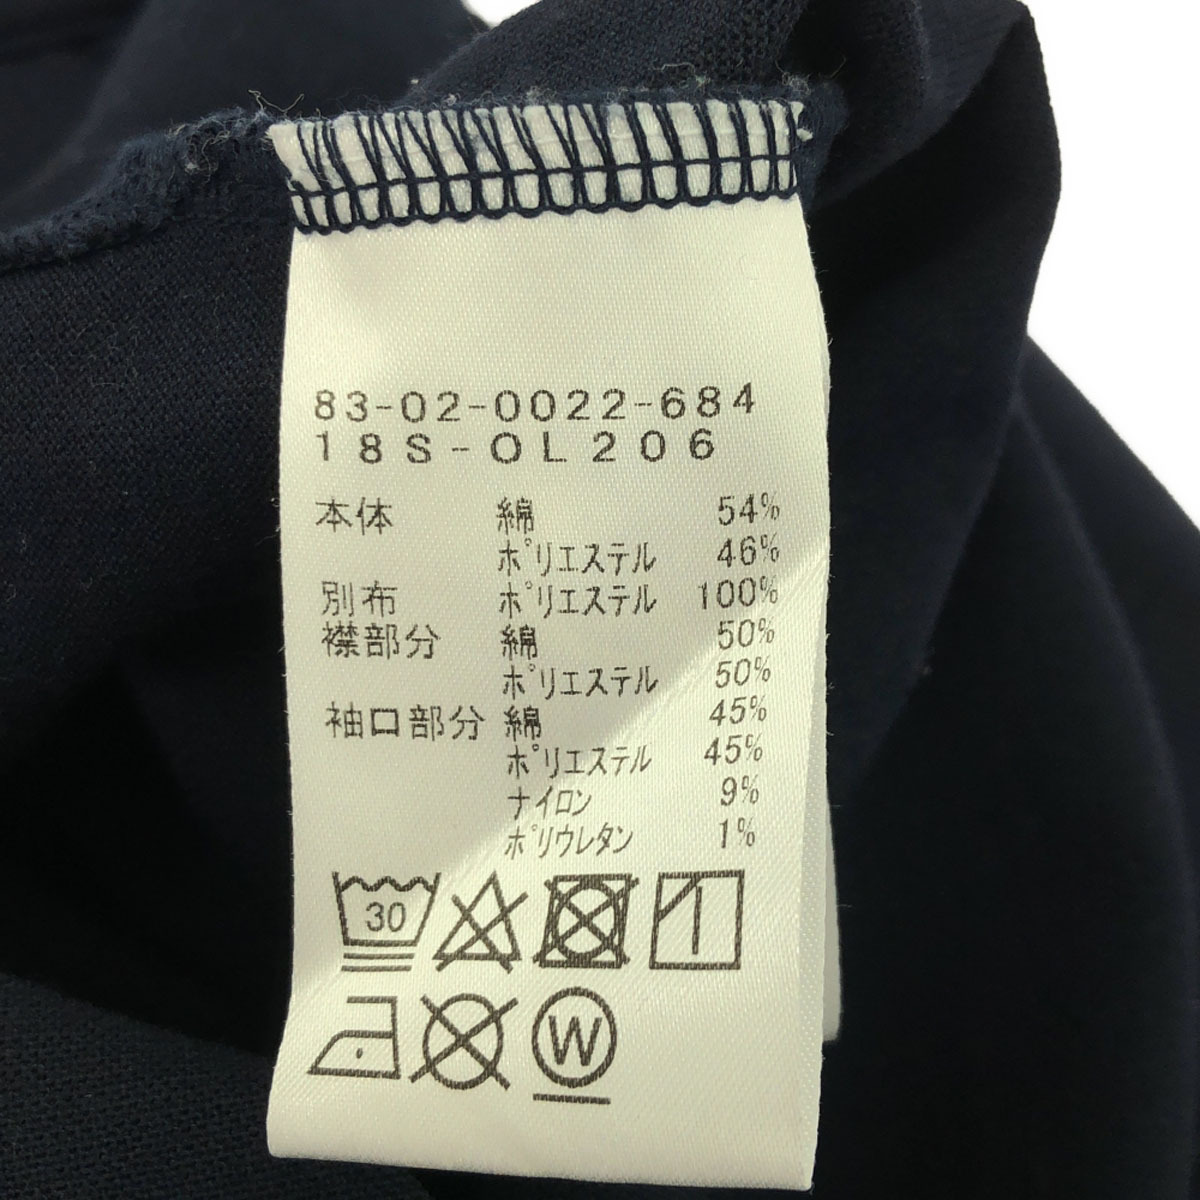 83-02-0022-684
18S-OL206
本体 綿 54%
ポリエステル 46%
別布 ポリエステル 100%
襟部分 綿 50%
ポリエステル 50%
袖口部分 綿 45%
ポリエステル 45%
ナイロン 9%
ポリウレタン 1%
30
W